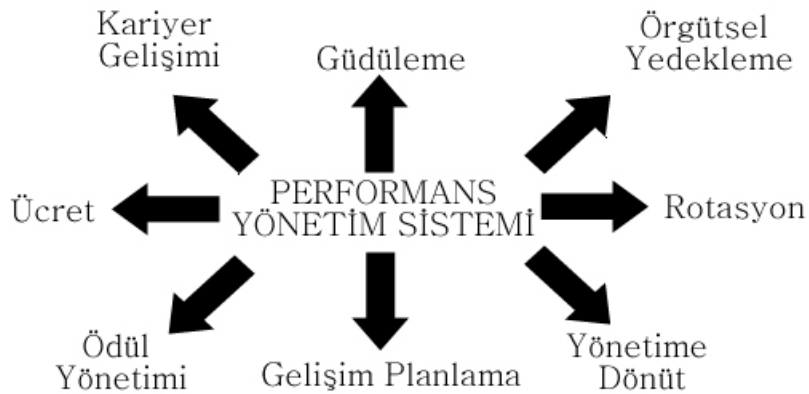 Kariyer
Gelişimi
Güdüleme
Örgütsel
Yedekleme
Ücret
PERFORMANS
YÖNETİM SİSTEMİ
Rotasyon
Ödül
Yönetimi
Gelişim Planlama
Yönetime
Dönüt